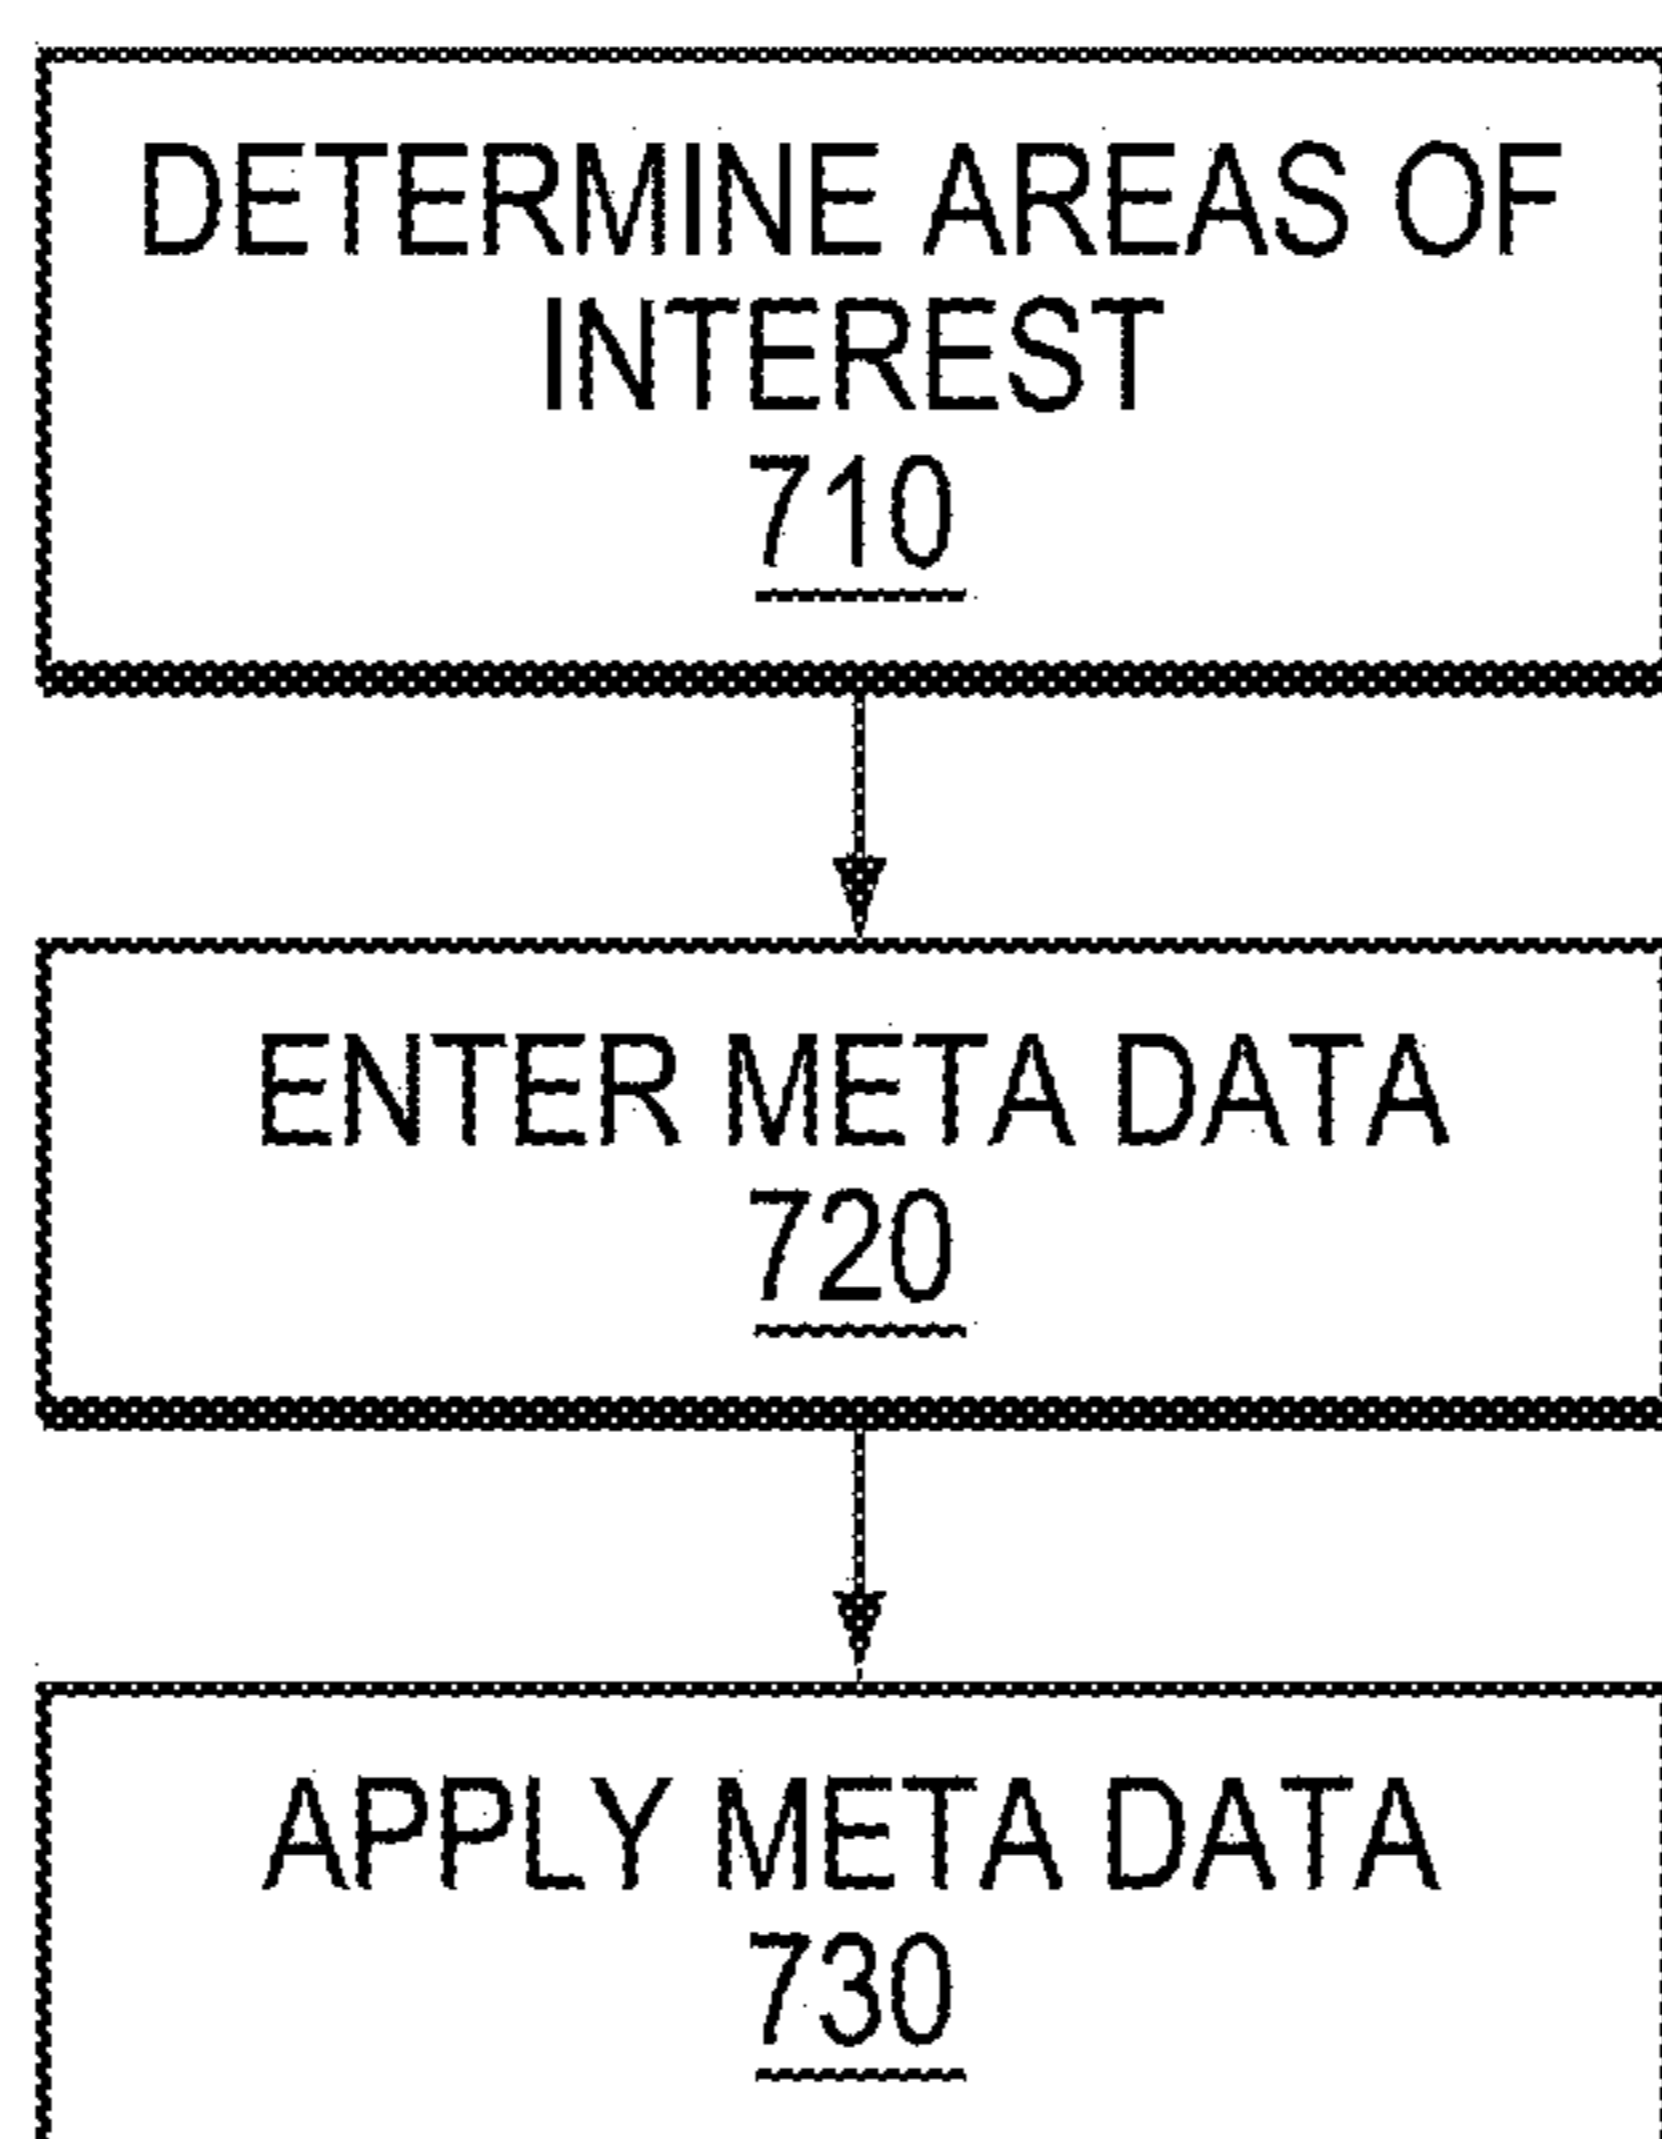 DETERMINE AREAS OF
INTEREST
710
ENTER META DATA
720
APPLY META DATA
730